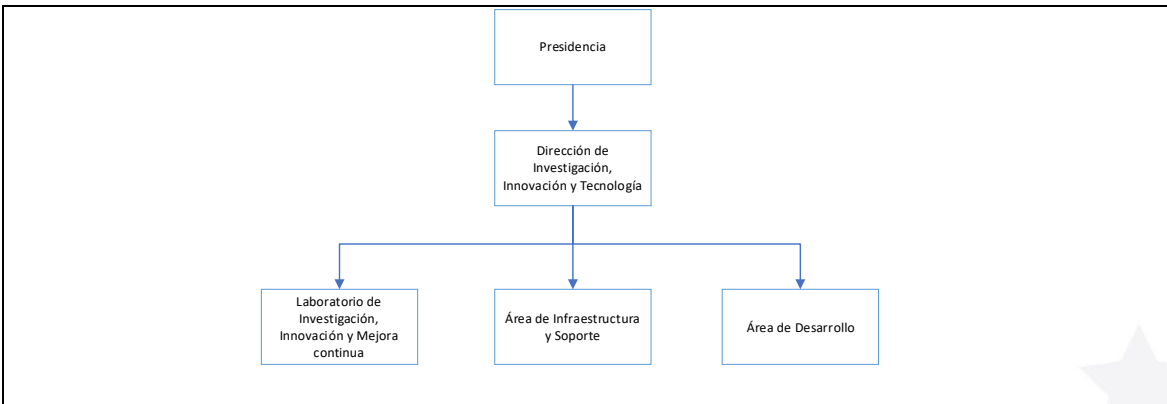 Presidencia
Dirección de
Investigación,
Innovación y Tecnología
Laboratorio de
Investigación,
Innovación y Mejora
continua
Área de Infraestructura
y Soporte
Área de Desarrollo